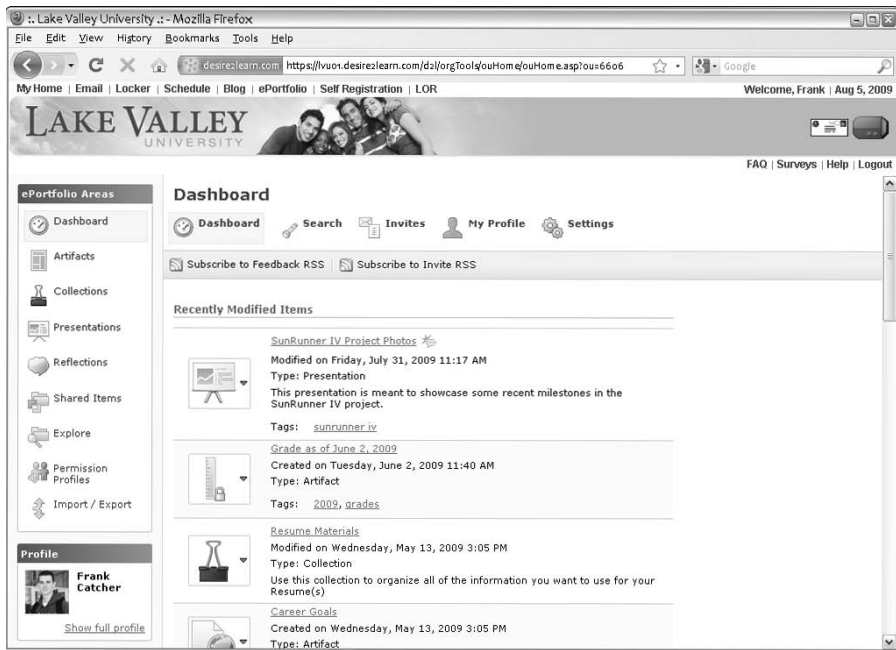 :. Lake Valley University .: - Mozilla Firefox
File Edit View History Bookmarks Tools Help
desire2learn.com https://lvu01.desire2learn.com/d2l/orgTools/ouHome/ouHome.asp?ou=6606 Google
My Home | Email | Locker | Schedule | Blog | ePortfolio | Self Registration | LOR Welcome, Frank | Aug 5, 2009
LAKE VALLEY
UNIVERSITY
FAQ | Surveys | Help | Logout
ePortfolio Areas
Dashboard
Artifacts
Collections
Presentations
Reflections
Shared Items
Explore
Permission
Profiles
Import / Export
Profile
Frank
Catcher
Show full profile
Dashboard
Dashboard Search Invites My Profile Settings
Subscribe to Feedback RSS Subscribe to Invite RSS
Recently Modified Items
SunRunner IV Project Photos
Modified on Friday, July 31, 2009 11:17 AM
Type: Presentation
This presentation is meant to showcase some recent milestones in the
SunRunner IV project.
Tags: sunrunner iv
Grade as of June 2, 2009
Created on Tuesday, June 2, 2009 11:40 AM
Type: Artifact
Tags: 2009, grades
Resume Materials
Modified on Wednesday, May 13, 2009 3:05 PM
Type: Collection
Use this collection to organize all of the information you want to use for your
Resume(s)
Career Goals
Created on Wednesday, May 13, 2009 3:05 PM
Type: Artifact